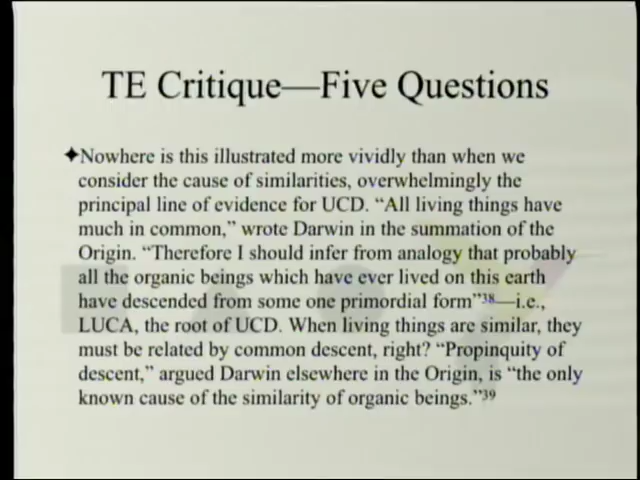 TE Critique—Five Questions
✦Nowhere is this illustrated more vividly than when we
consider the cause of similarities, overwhelmingly the
principal line of evidence for UCD. “All living things have
much in common,” wrote Darwin in the summation of the
Origin. “Therefore I should infer from analogy that probably
all the organic beings which have ever lived on this earth
have descended from some one primordial form”³⁸—i.e.,
LUCA, the root of UCD. When living things are similar, they
must be related by common descent, right? “Propinquity of
descent,” argued Darwin elsewhere in the Origin, is “the only
known cause of the similarity of organic beings.”³⁹